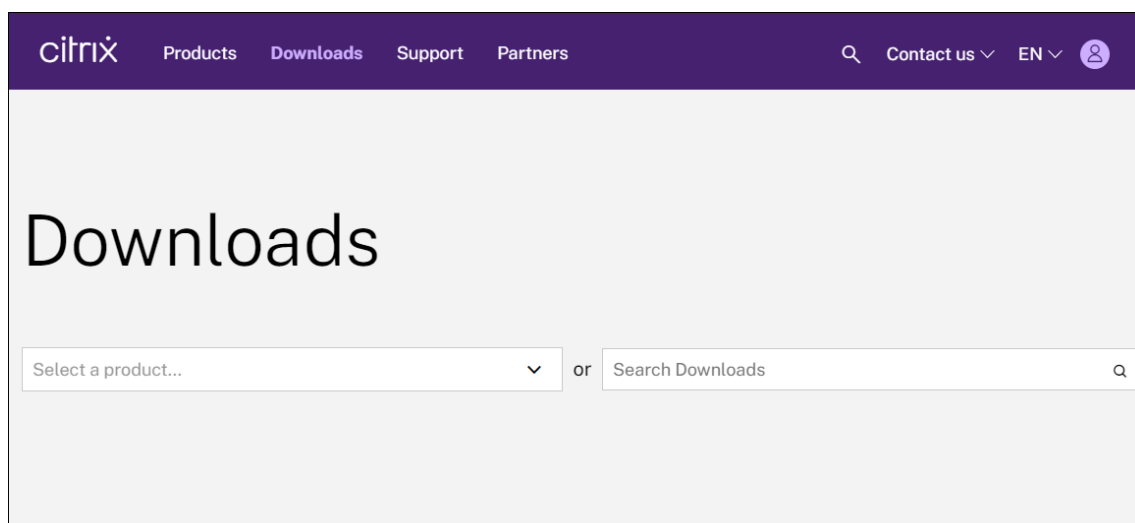 citrix Products Downloads Support Partners Contact us EN
Downloads
Select a product... or Search Downloads